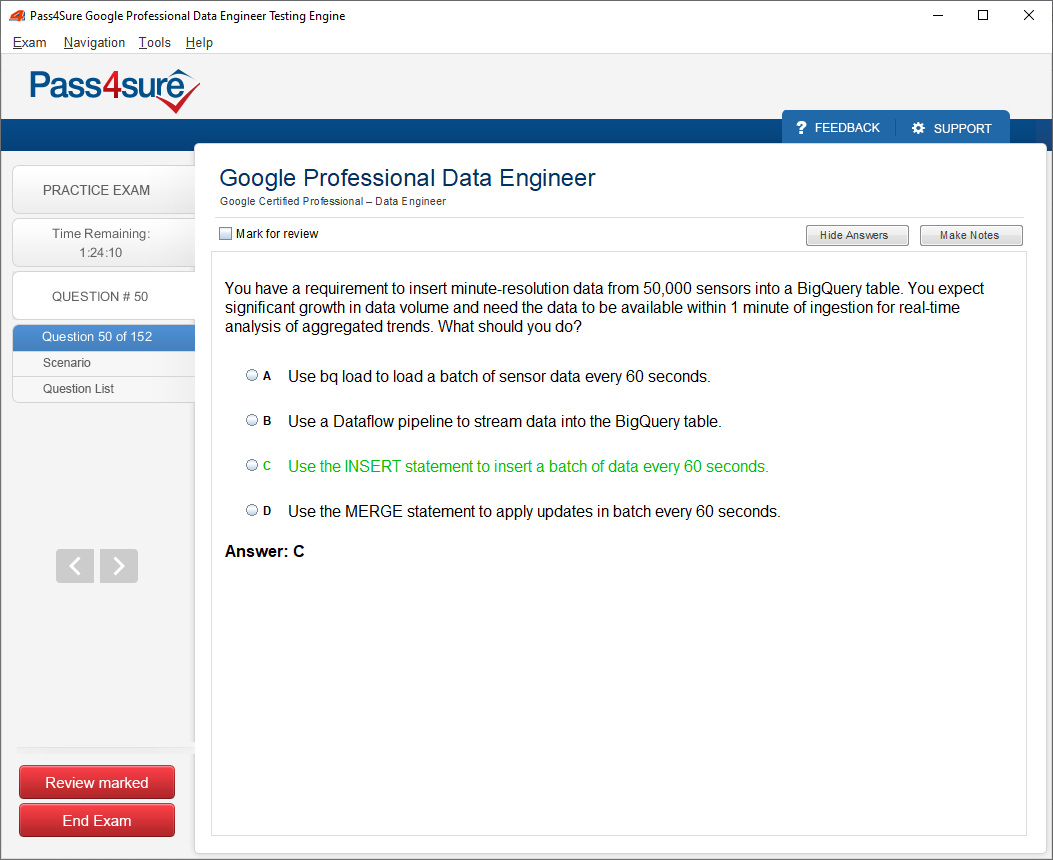 Pass4Sure Google Professional Data Engineer Testing Engine
Exam Navigation Tools Help
Pass4sure
? FEEDBACK SUPPORT
PRACTICE EXAM
Time Remaining:
1:24:10
QUESTION # 50
Question 50 of 152
Scenario
Question List
Google Professional Data Engineer
Google Certified Professional – Data Engineer
Mark for review
Hide Answers Make Notes
You have a requirement to insert minute-resolution data from 50,000 sensors into a BigQuery table. You expect
significant growth in data volume and need the data to be available within 1 minute of ingestion for real-time
analysis of aggregated trends. What should you do?
A Use bq load to load a batch of sensor data every 60 seconds.
B Use a Dataflow pipeline to stream data into the BigQuery table.
C Use the INSERT statement to insert a batch of data every 60 seconds.
D Use the MERGE statement to apply updates in batch every 60 seconds.
Answer: C
Review marked
End Exam